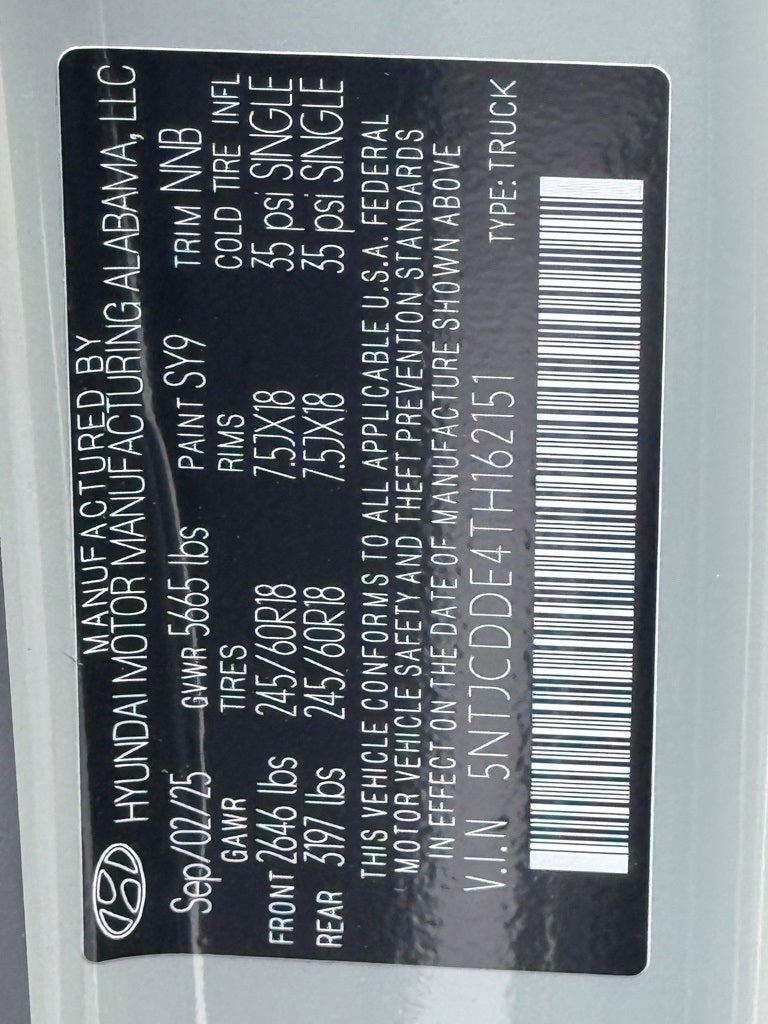 MANUFACTURED BY
HYUNDAI MOTOR MANUFACTURING ALABAMA, LLC
Sep/02/25 GVWR 5665 lbs PAINT SY9 TRIM NNB
GAWR TIRES RIMS COLD TIRE INFL
FRONT 2646 lbs 245/60R18 7.5JX18 35 psi SINGLE
REAR 3197 lbs 245/60R18 7.5JX18 35 psi SINGLE
THIS VEHICLE CONFORMS TO ALL APPLICABLE U.S.A. FEDERAL
MOTOR VEHICLE SAFETY AND THEFT PREVENTION STANDARDS
IN EFFECT ON THE DATE OF MANUFACTURE SHOWN ABOVE
V.I.N 5NTJCDDE4TH162151 TYPE: TRUCK